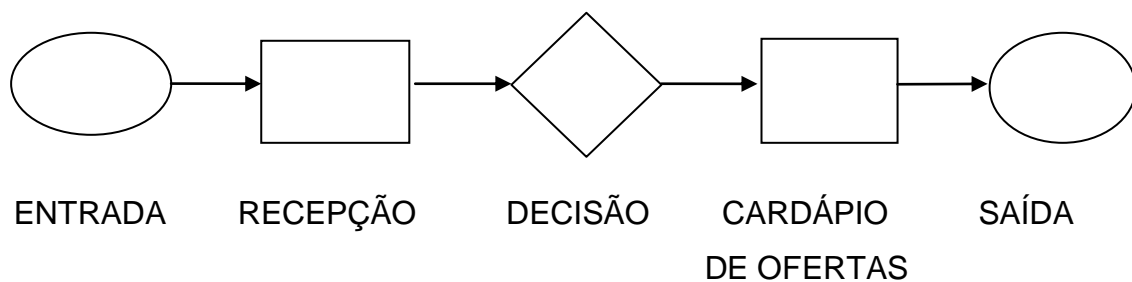 ENTRADA
RECEPÇÃO
DECISÃO
CARDÁPIO
DE OFERTAS
SAÍDA